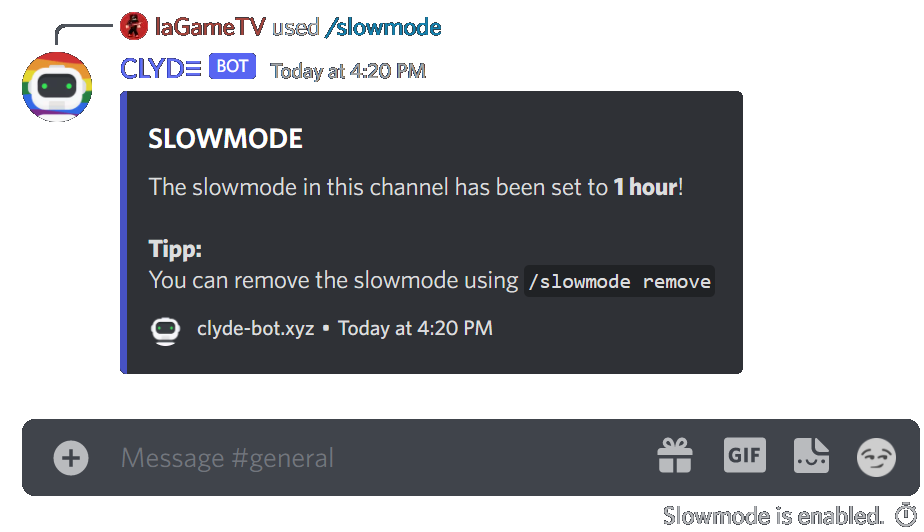 laGameTV used /slowmode
CLYDΞ BOT Today at 4:20 PM
SLOWMODE
The slowmode in this channel has been set to 1 hour!
Tipp:
You can remove the slowmode using /slowmode remove
clyde-bot.xyz • Today at 4:20 PM
Message #general
GIF
Slowmode is enabled.